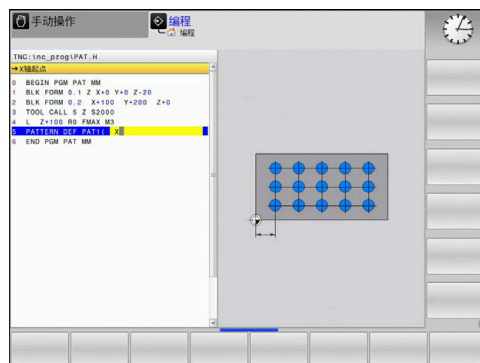 手动操作
编程
编程
TNC:\nc_prog\PAT.H
→X轴起点
0 BEGIN PGM PAT MM
1 BLK FORM 0.1 Z X+0 Y+0 Z-20
2 BLK FORM 0.2 X+100 Y+200 Z+0
3 TOOL CALL 5 Z S2000
4 L Z+100 R0 FMAX M3
5 PATTERN DEF PAT1( X
6 END PGM PAT MM